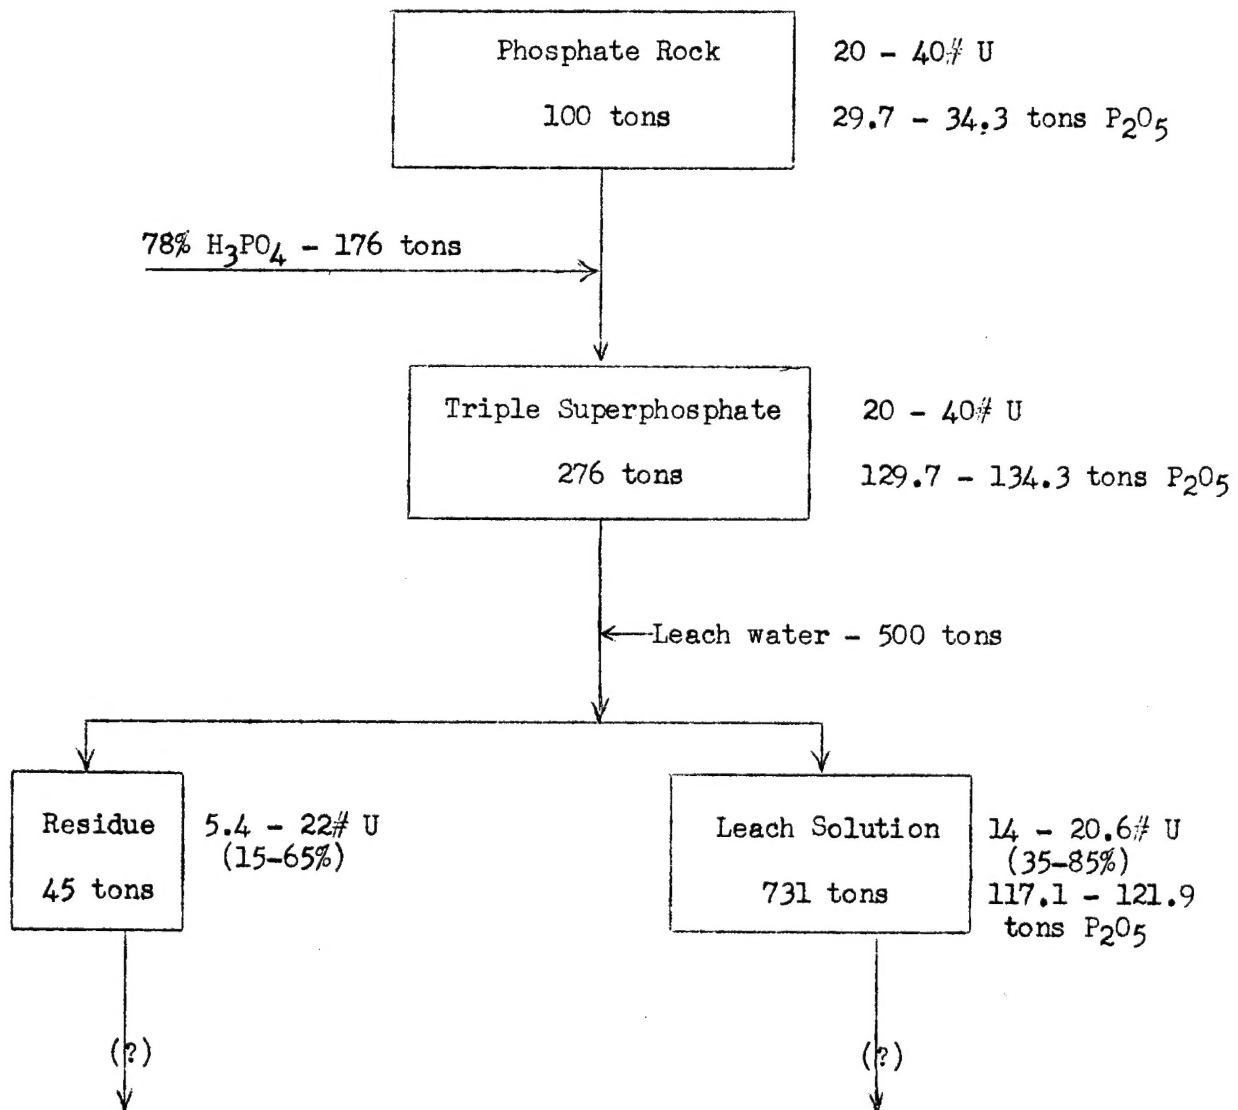 Phosphate Rock
100 tons
20 - 40# U
29.7 - 34.3 tons P₂O₅
78% H₃PO₄ - 176 tons
Triple Superphosphate
276 tons
20 - 40# U
129.7 - 134.3 tons P₂O₅
Leach water - 500 tons
Residue
45 tons
5.4 - 22# U
(15-65%)
Leach Solution
731 tons
14 - 20.6# U
(35-85%)
117.1 - 121.9
tons P₂O₅
(?)
(?)